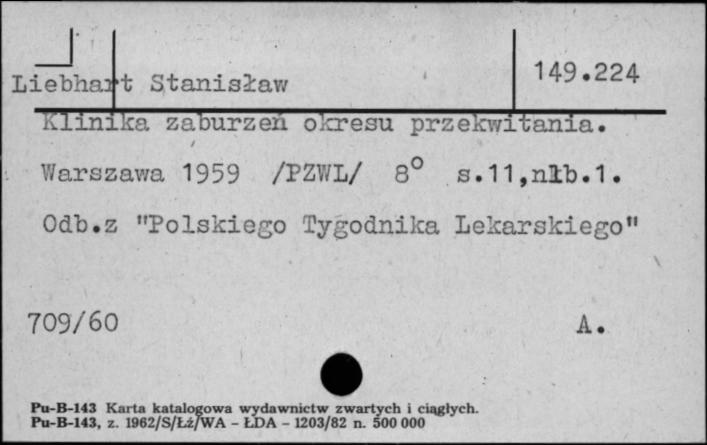 Liebhart Stanisław
149.224
Klinika zaburzeń okresu przekwitania.
Warszawa 1959 /PZWL/ 8° s.11,nlb.1.
Odb.z "Polskiego Tygodnika Lekarskiego"
709/60
A.
Pu-B-143 Karta katalogowa wydawnictw zwartych i ciągłych.
Pu-B-143, z. 1962/S/Łż/WA - ŁDA - 1203/82 n. 500 000